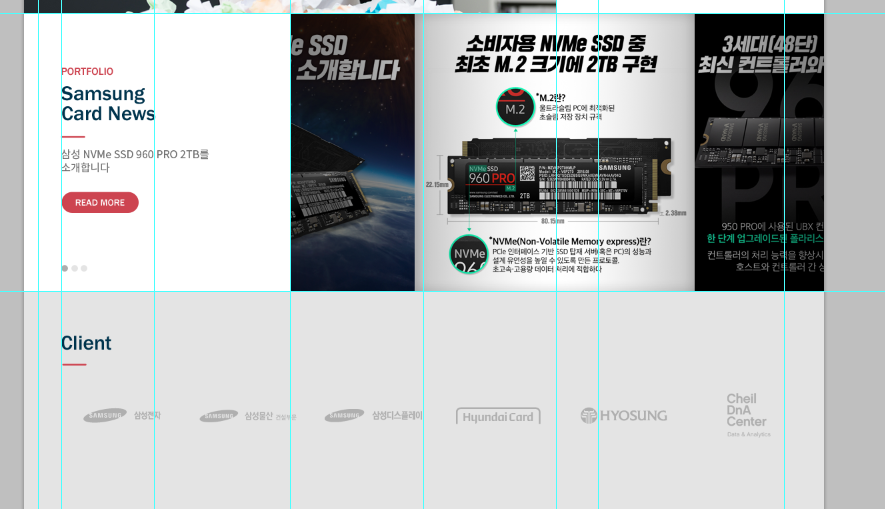 PORTFOLIO
Samsung
Card News
삼성 NVMe SSD 960 PRO 2TB를
소개합니다
READ MORE
e SSD
소개합니다
소비자용 NVMe SSD 중
최초 M.2 크기에 2TB 구현
M.2
*M.2란?
울트라슬림 PC에 최적화된
초슬림 저장 장치 규격
NVMe SSD
960 PRO
M.2
SAMSUNG
2TB
22.15mm
80.15mm
2.38mm
NVMe
960
*NVMe(Non-Volatile Memory express)란?
PCIe 인터페이스 기반 SSD 탑재 서버(혹은 PC)의 성능과
설계 유연성을 높일 수 있도록 만든 프로토콜.
초고속·고용량 데이터 처리에 적합하다
3세대(48단)
최신 컨트롤러와
96
PR
950 PRO에 사용된 UBX 컨
한 단계 업그레이드된 폴라리스
컨트롤러의 처리 능력을 향상시
호스트와 컨트롤러 간 성
Client
SAMSUNG 삼성전자
SAMSUNG 삼성물산 건설부문
SAMSUNG 삼성디스플레이
Hyundai Card
HYOSUNG
Cheil
DnA
Center
Data & Analytics